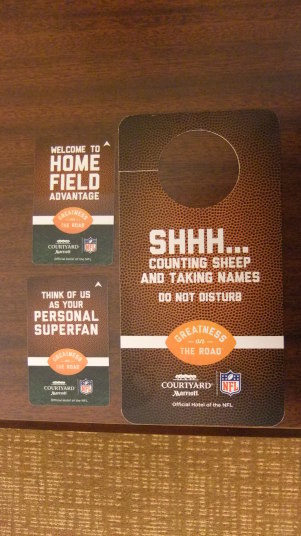 WELCOME TO
HOME
FIELD
ADVANTAGE
GREATNESS
ON
THE ROAD
COURTYARD
Marriott
NFL
Official Hotel of the NFL
THINK OF US
AS YOUR
PERSONAL
SUPERFAN
GREATNESS
ON
THE ROAD
COURTYARD
Marriott
NFL
Official Hotel of the NFL
SHHH...
COUNTING SHEEP
AND TAKING NAMES
DO NOT DISTURB
GREATNESS
ON
THE ROAD
COURTYARD
Marriott
NFL
Official Hotel of the NFL